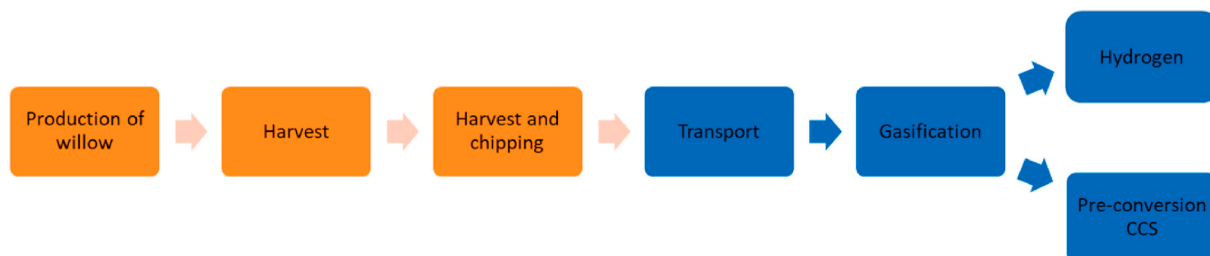 Production of
willow
Harvest
Harvest and
chipping
Transport
Gasification
Hydrogen
Pre-conversion
CCS